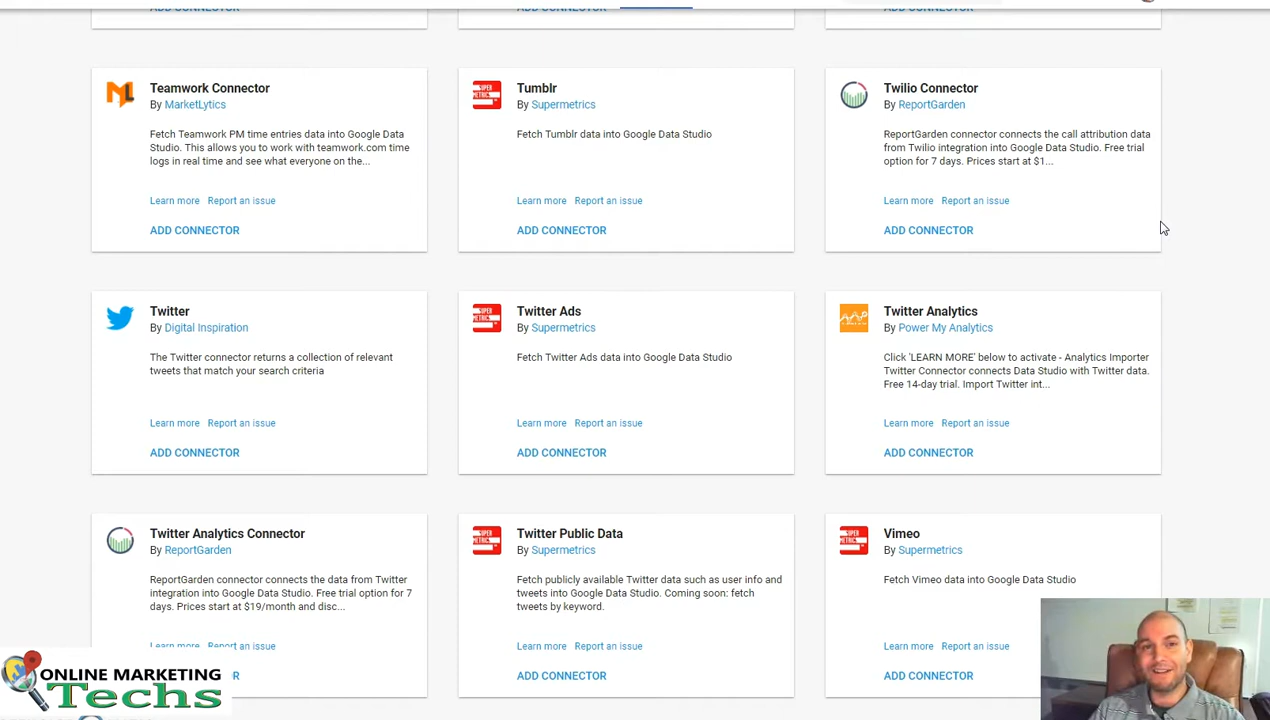 ADD CONNECTOR
ADD CONNECTOR
ADD CONNECTOR
Teamwork Connector
By MarketLytics
Fetch Teamwork PM time entries data into Google Data
Studio. This allows you to work with teamwork.com time
logs in real time and see what everyone on the...
Learn more Report an issue
ADD CONNECTOR
SUPER METRICS
Tumblr
By Supermetrics
Fetch Tumblr data into Google Data Studio
Learn more Report an issue
ADD CONNECTOR
Twilio Connector
By ReportGarden
ReportGarden connector connects the call attribution data
from Twilio integration into Google Data Studio. Free trial
option for 7 days. Prices start at $1...
Learn more Report an issue
ADD CONNECTOR
Twitter
By Digital Inspiration
The Twitter connector returns a collection of relevant
tweets that match your search criteria
Learn more Report an issue
ADD CONNECTOR
SUPER METRICS
Twitter Ads
By Supermetrics
Fetch Twitter Ads data into Google Data Studio
Learn more Report an issue
ADD CONNECTOR
Twitter Analytics
By Power My Analytics
Click 'LEARN MORE' below to activate - Analytics Importer
Twitter Connector connects Data Studio with Twitter data.
Free 14-day trial. Import Twitter int...
Learn more Report an issue
ADD CONNECTOR
Twitter Analytics Connector
By ReportGarden
ReportGarden connector connects the data from Twitter
integration into Google Data Studio. Free trial option for 7
days. Prices start at $19/month and disc...
Learn more Report an issue
R
SUPER METRICS
Twitter Public Data
By Supermetrics
Fetch publicly available Twitter data such as user info and
tweets into Google Data Studio. Coming soon: fetch
tweets by keyword.
Learn more Report an issue
ADD CONNECTOR
SUPER METRICS
Vimeo
By Supermetrics
Fetch Vimeo data into Google Data Studio
Learn more Report an issue
ADD CONNECTOR
ONLINE MARKETING
Techs